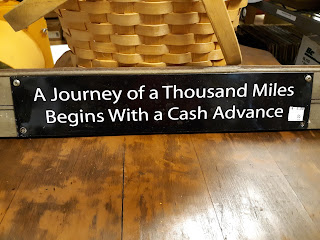 A Journey of a Thousand Miles
Begins With a Cash Advance